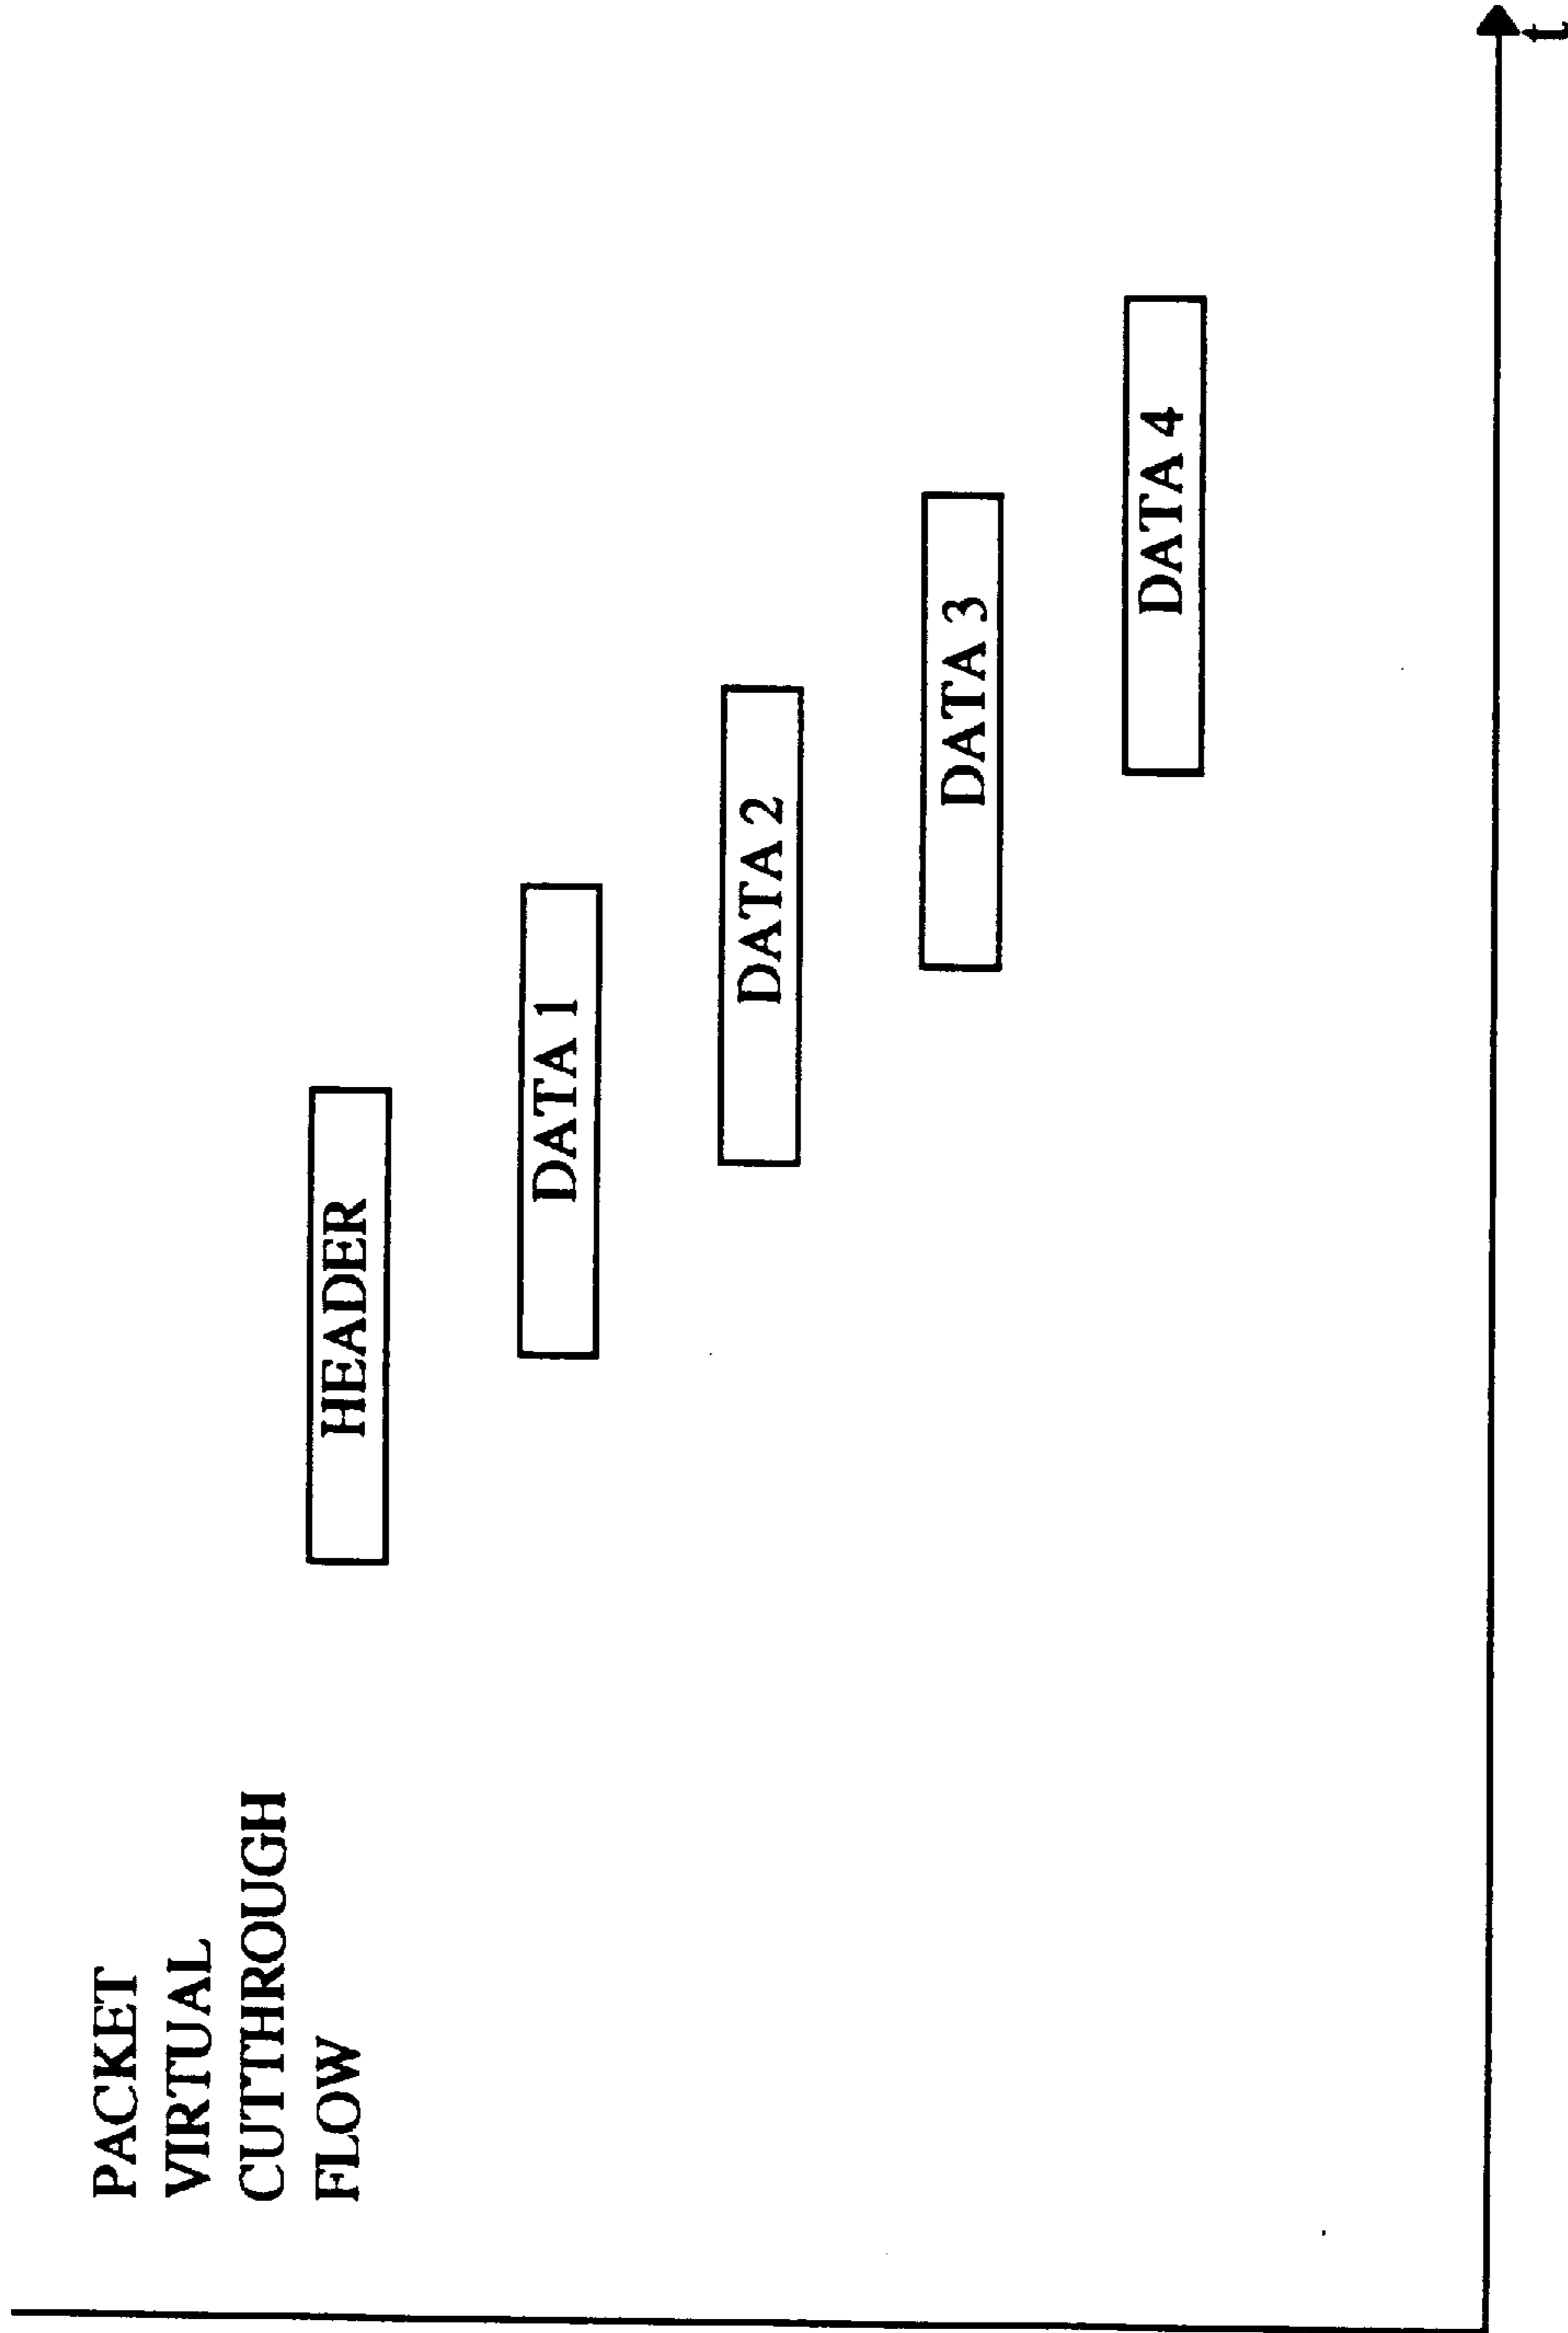 PACKET
VIRTUAL
CUTTHROUGH
FLOW
HEADER
DATA 1
DATA 2
DATA 3
DATA 4
t